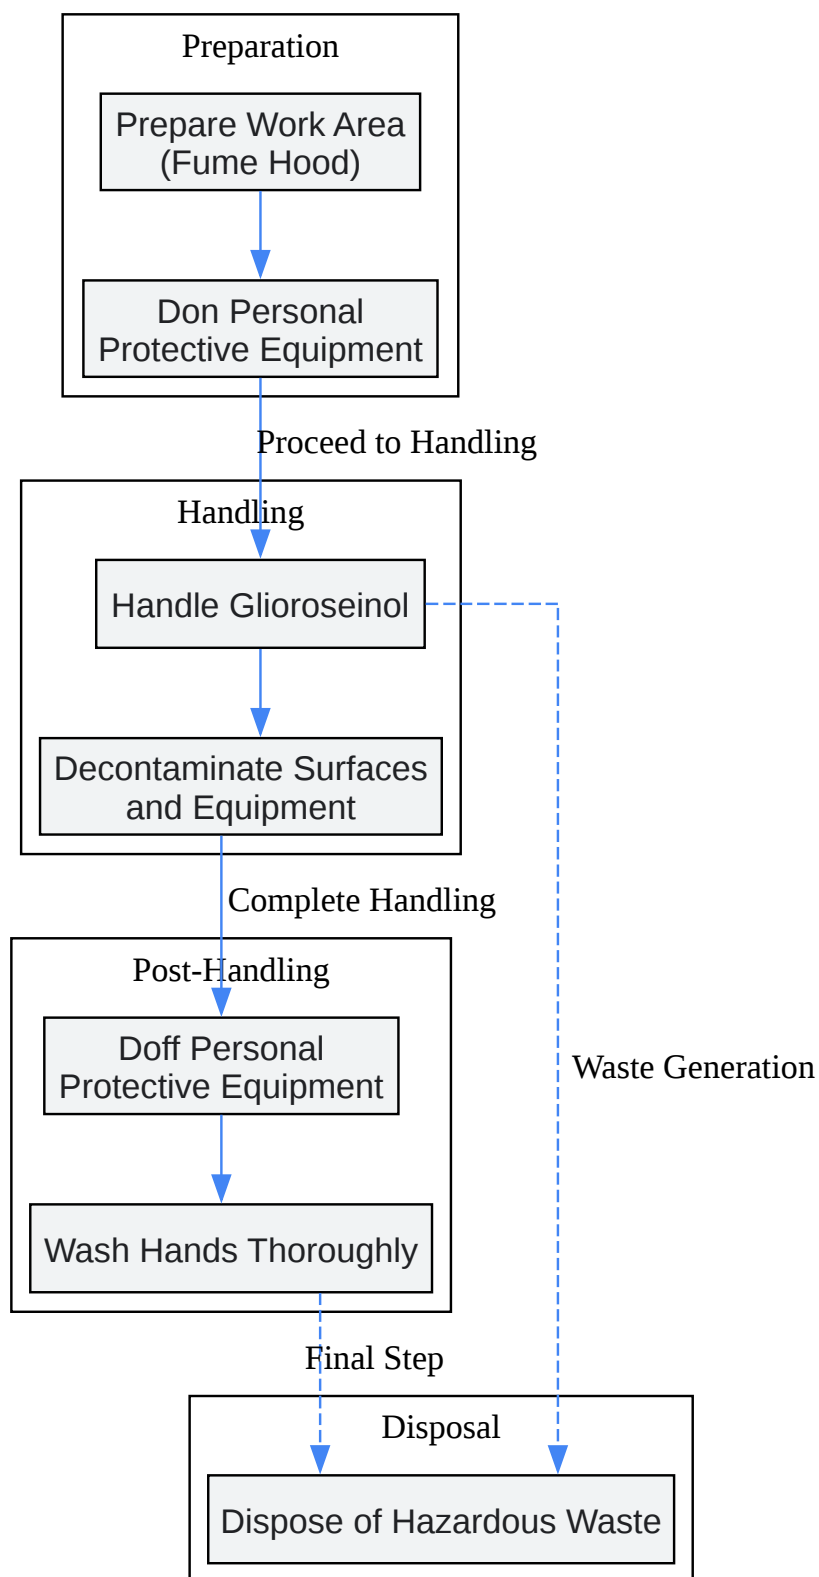 Preparation
Prepare Work Area
(Fume Hood)
Don Personal
Protective Equipment
Proceed to Handling
Handling
Handle Glioroseinol
Decontaminate Surfaces
and Equipment
Complete Handling
Post-Handling
Doff Personal
Protective Equipment
Waste Generation
Wash Hands Thoroughly
Final Step
Disposal
Dispose of Hazardous Waste